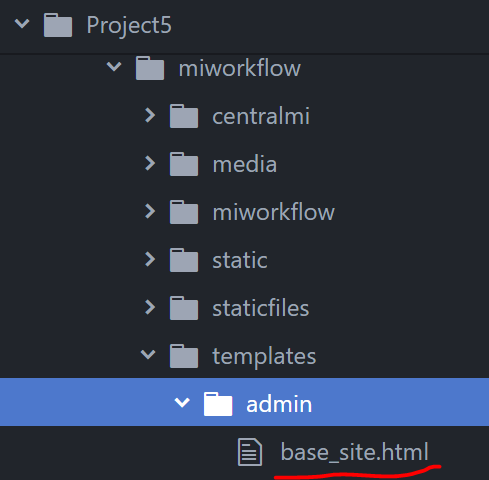 Project5
miworkflow
centralmi
media
miworkflow
static
staticfiles
templates
admin
base_site.html